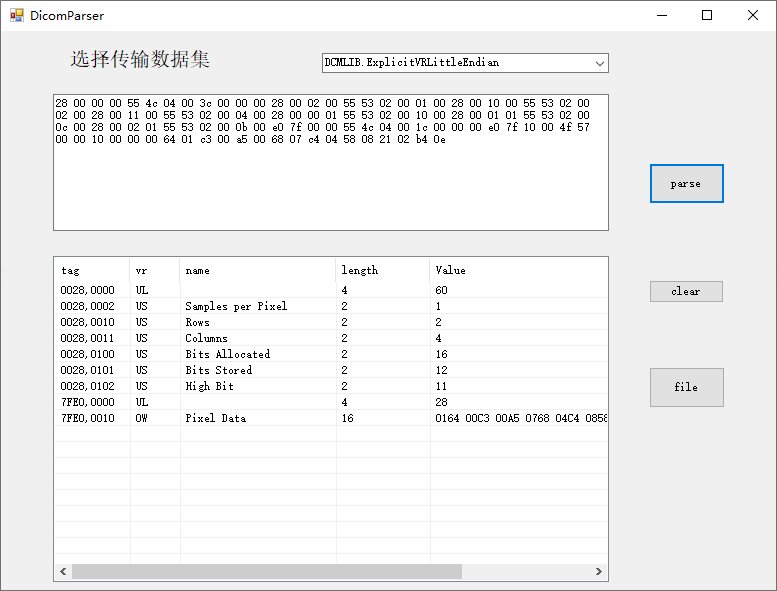 DicomParser
选择传输数据集
DCMLIB.ExplicitVRLittleEndian
28 00 00 00 55 4c 04 00 3c 00 00 00 28 00 02 00 55 53 02 00 01 00 28 00 10 00 55 53 02 00
02 00 28 00 11 00 55 53 02 00 04 00 28 00 00 01 55 53 02 00 10 00 28 00 01 01 55 53 02 00
0c 00 28 00 02 01 55 53 02 00 0b 00 e0 7f 00 00 55 4c 04 00 1c 00 00 00 e0 7f 10 00 4f 57
00 00 10 00 00 00 64 01 c3 00 a5 00 68 07 c4 04 58 08 21 02 b4 0e
parse
tag vr name length Value
0028,0000 UL 4 60
0028,0002 US Samples per Pixel 2 1
clear
0028,0010 US Rows 2 2
0028,0011 US Columns 2 4
0028,0100 US Bits Allocated 2 16
0028,0101 US Bits Stored 2 12
0028,0102 US High Bit 2 11
file
7FE0,0000 UL 4 28
7FE0,0010 OW Pixel Data 16 0164 00C3 00A5 0768 04C4 0858